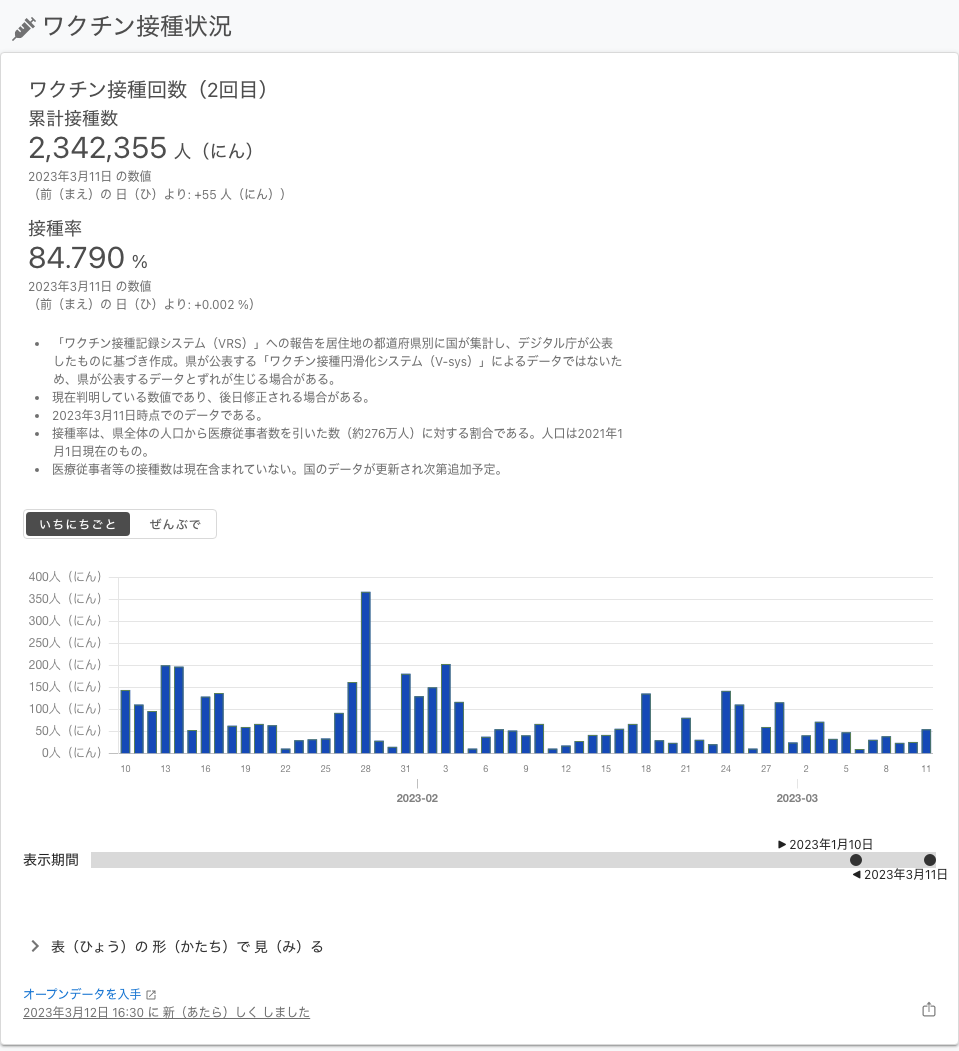 ワクチン接種状況
ワクチン接種回数（2回目）
累計接種数
2,342,355 人（にん）
2023年3月11日 の数値
（前（まえ）の 日（ひ）より: +55 人（にん））
接種率
84.790 %
2023年3月11日 の数値
（前（まえ）の 日（ひ）より: +0.002 %）
• 「ワクチン接種記録システム（VRS）」への報告を居住地の都道府県別に国が集計し、デジタル庁が公表
したものに基づき作成。県が公表する「ワクチン接種円滑化システム（V-sys）」によるデータではないた
め、県が公表するデータとずれが生じる場合がある。
• 現在判明している数値であり、後日修正される場合がある。
• 2023年3月11日時点でのデータである。
• 接種率は、県全体の人口から医療従事者数を引いた数（約276万人）に対する割合である。人口は2021年1
月1日現在のもの。
• 医療従事者等の接種数は現在含まれていない。国のデータが更新され次第追加予定。
いちにちごと ぜんぶで
400人（にん）
350人（にん）
300人（にん）
250人（にん）
200人（にん）
150人（にん）
100人（にん）
50人（にん）
0人（にん）
10 13 16 19 22 25 28 31 3 6 9 12 15 18 21 24 27 2 5 8 11
2023-02 2023-03
2023年1月10日
表示期間
2023年3月11日
表（ひょう）の 形（かたち）で 見（み）る
オープンデータを入手
2023年3月12日 16:30 に 新（あたら）しく しました